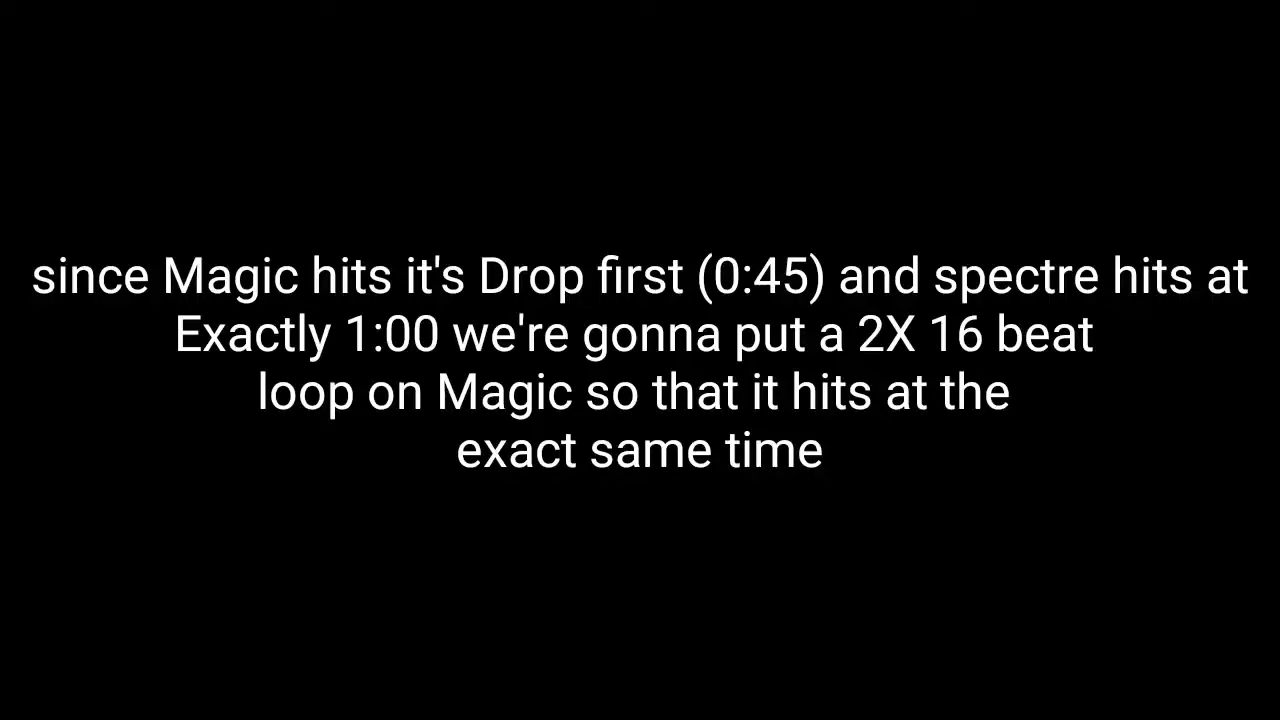 since Magic hits it's Drop first (0:45) and spectre hits at
Exactly 1:00 we're gonna put a 2X 16 beat
loop on Magic so that it hits at the
exact same time